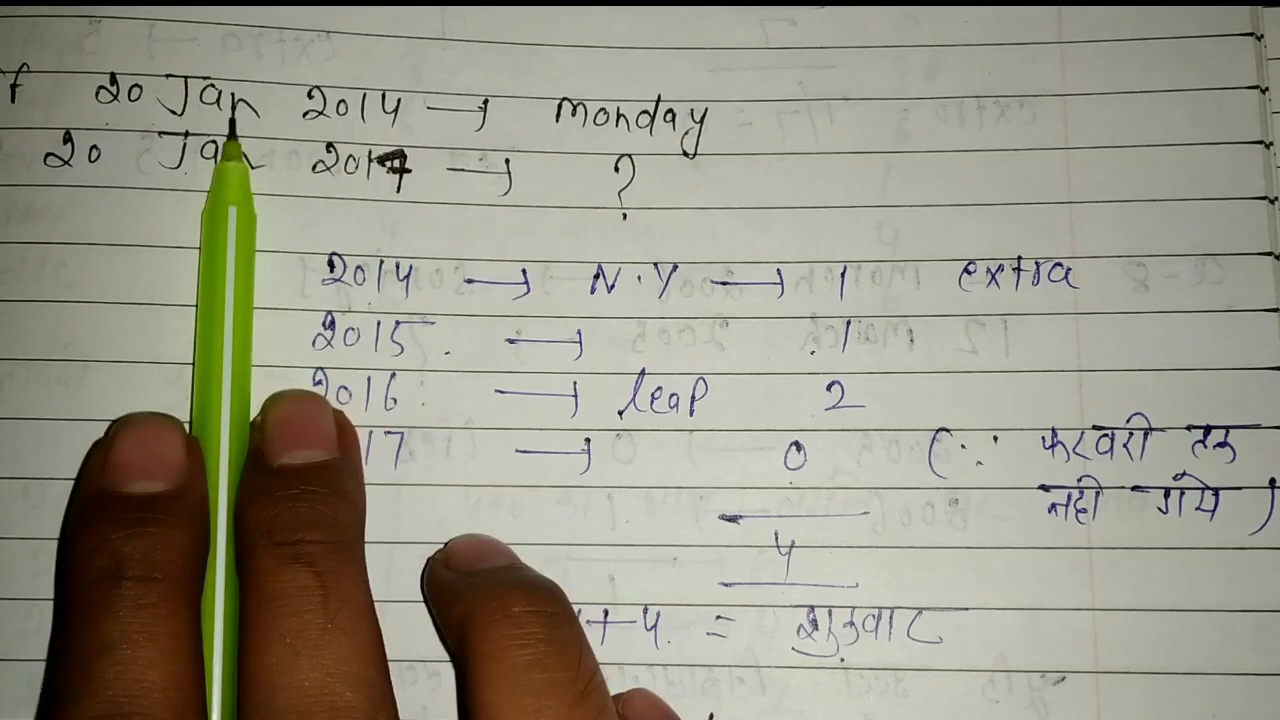 f 20 Jan 2014 → monday
20 Jan 2017 → ?
2014 → N.Y → 1 extra
2015 → 1
2016 → leap 2
17 → 0 (∵ फरवरी तक
नही गये )
4
+4 = शुक्रवार